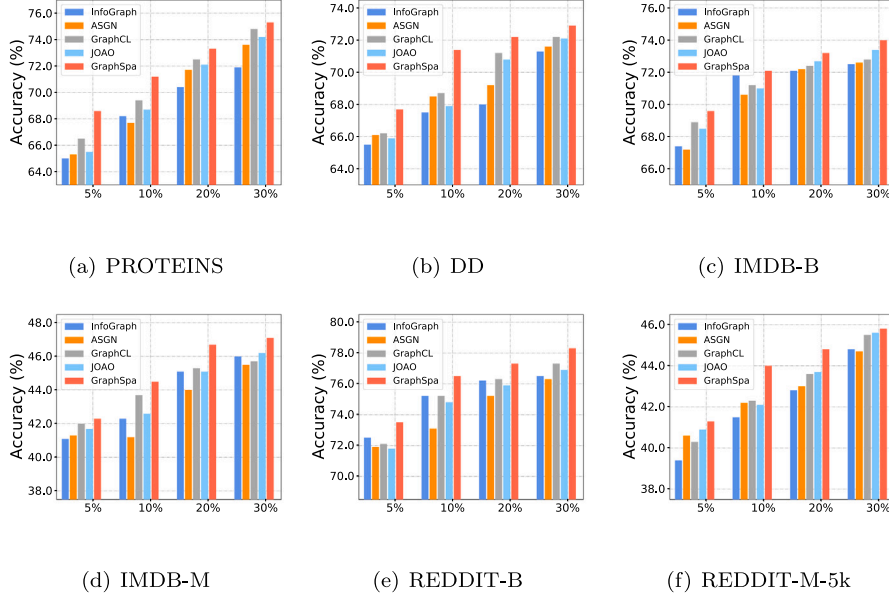 76.0
74.0
72.0
70.0
68.0
66.0
64.0
Accuracy (%)
InfoGraph
ASGN
GraphCL
JOAO
GraphSpa
5% 10% 20% 30%
(a) PROTEINS
74.0
72.0
70.0
68.0
66.0
64.0
Accuracy (%)
InfoGraph
ASGN
GraphCL
JOAO
GraphSpa
5% 10% 20% 30%
(b) DD
74.0
72.0
70.0
68.0
66.0
Accuracy (%)
InfoGraph
ASGN
GraphCL
JOAO
GraphSpa
5% 10% 20% 30%
(c) IMDB-B
48.0
46.0
44.0
42.0
40.0
38.0
Accuracy (%)
InfoGraph
ASGN
GraphCL
JOAO
GraphSpa
5% 10% 20% 30%
(d) IMDB-M
80.0
78.0
76.0
74.0
72.0
70.0
Accuracy (%)
InfoGraph
ASGN
GraphCL
JOAO
GraphSpa
5% 10% 20% 30%
(e) REDDIT-B
46.0
44.0
42.0
40.0
38.0
Accuracy (%)
InfoGraph
ASGN
GraphCL
JOAO
GraphSpa
5% 10% 20% 30%
(f) REDDIT-M-5k